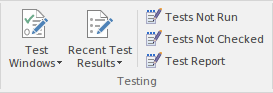 Test
Windows
Recent Test
Results
Tests Not Run
Tests Not Checked
Test Report
Testing